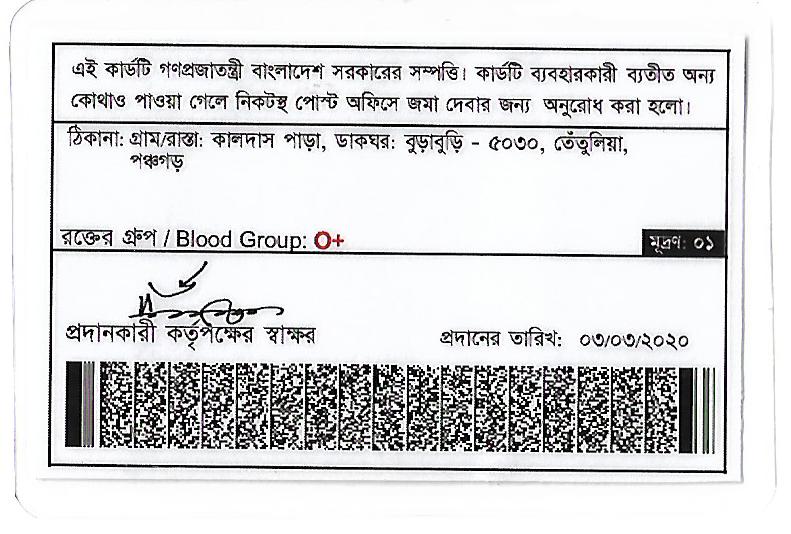 এই কার্ডটি গণপ্রজাতন্ত্রী বাংলাদেশ সরকারের সম্পত্তি। কার্ডটি ব্যবহারকারী ব্যতীত অন্য
কোথাও পাওয়া গেলে নিকটস্থ পোস্ট অফিসে জমা দেবার জন্য অনুরোধ করা হলো।
ঠিকানা: গ্রাম/রাস্তা: কালদাস পাড়া, ডাকঘর: বুড়াবুড়ি - ৫০৩০, তেঁতুলিয়া,
পঞ্চগড়
রক্তের গ্রুপ / Blood Group: O+ মূদ্রণ: ০১
প্রদানকারী কর্তৃপক্ষের স্বাক্ষর প্রদানের তারিখ: ০৩/০৩/২০২০